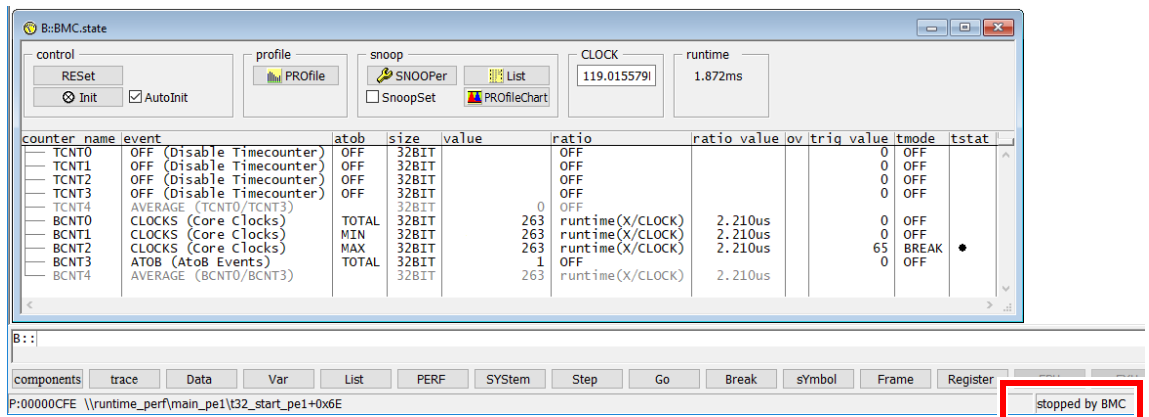 B::BMC.state
control profile snoop CLOCK runtime
RESet PROfile SNOOPer List 119.0155790 1.872ms
Init AutoInit SnoopSet PROfileChart
counter name event atob size value ratio ratio value ov trig value tmode tstat
TCNT0 OFF (Disable Timecounter) OFF 32BIT OFF 0 OFF
TCNT1 OFF (Disable Timecounter) OFF 32BIT OFF 0 OFF
TCNT2 OFF (Disable Timecounter) OFF 32BIT OFF 0 OFF
TCNT3 OFF (Disable Timecounter) OFF 32BIT OFF 0 OFF
TCNT4 AVERAGE (TCNT0/TCNT3) 32BIT 0 OFF
BCNT0 CLOCKS (Core Clocks) TOTAL 32BIT 263 runtime(X/CLOCK) 2.210us 0 OFF
BCNT1 CLOCKS (Core Clocks) MIN 32BIT 263 runtime(X/CLOCK) 2.210us 0 OFF
BCNT2 CLOCKS (Core Clocks) MAX 32BIT 263 runtime(X/CLOCK) 2.210us 65 BREAK ●
BCNT3 ATOB (AtoB Events) TOTAL 32BIT 1 OFF 0 OFF
BCNT4 AVERAGE (BCNT0/BCNT3) 32BIT 263 runtime(X/CLOCK) 2.210us
B::
components trace Data Var List PERF SYStem Step Go Break sYmbol Frame Register
P:00000CFE \\runtime_perf\main_pe1\t32_start_pe1+0x6E stopped by BMC